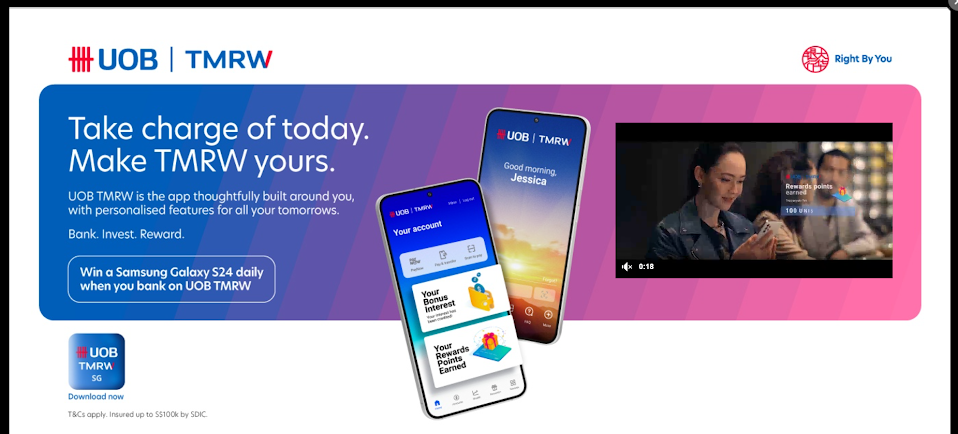 UOB | TMRW
Right By You
Take charge of today.
Make TMRW yours.
UOB TMRW is the app thoughtfully built around you,
with personalised features for all your tomorrows.
Bank. Invest. Reward.
Win a Samsung Galaxy S24 daily
when you bank on UOB TMRW
UOB | TMRW
Good morning,
Jessica
UOB | TMRW
Your account
Your
Bonus
Interest
Your
Rewards
Points
Earned
FAQ
More
Rewards points
earned
100 UNI$
0:18
UOB
TMRW
SG
Download now
T&Cs apply. Insured up to S$100k by SDIC.